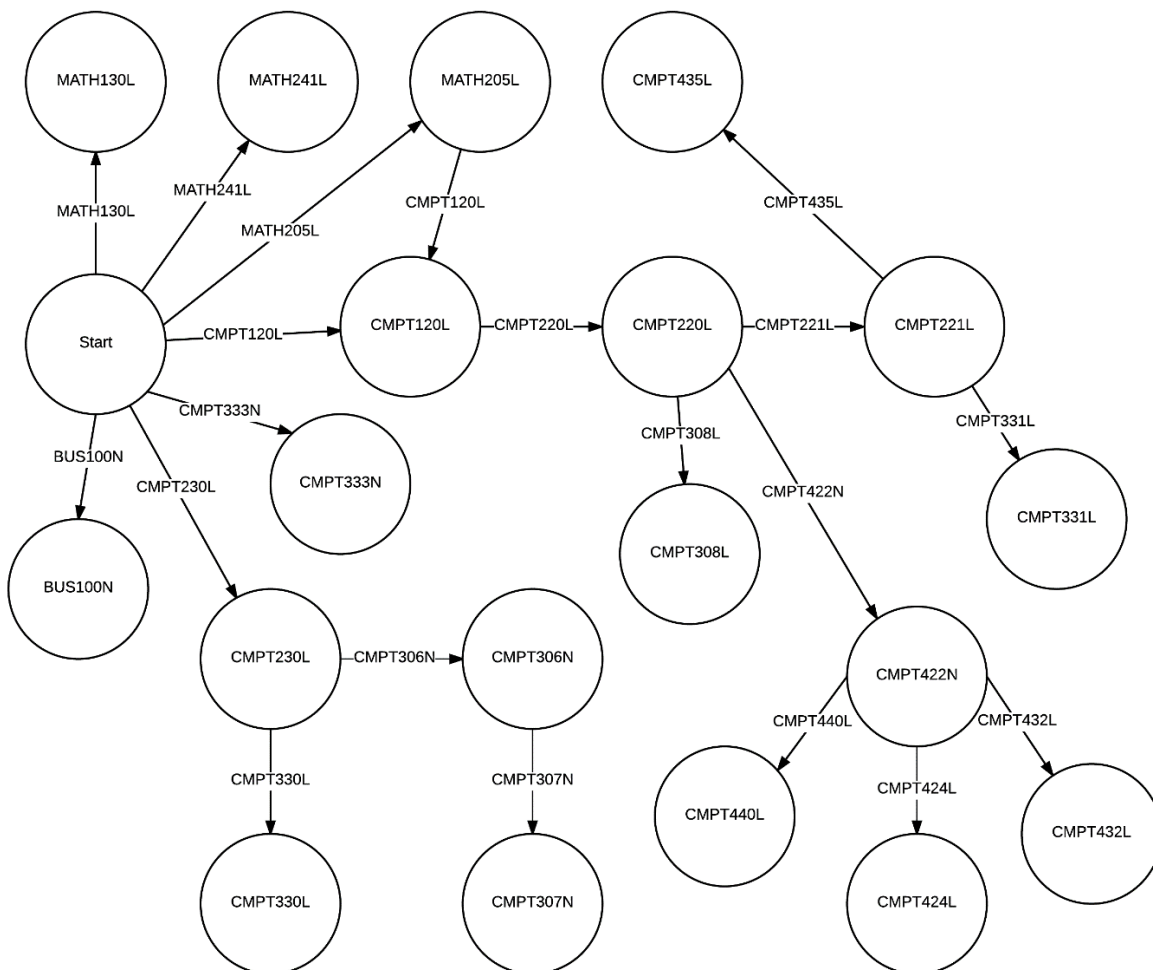 MATH130L
MATH241L
MATH205L
CMPT435L
MATH130L
MATH241L
MATH205L
CMPT120L
CMPT435L
Start
CMPT120L
CMPT120L
CMPT220L
CMPT220L
CMPT221L
CMPT221L
CMPT333N
CMPT333N
BUS100N
BUS100N
CMPT230L
CMPT308L
CMPT308L
CMPT422N
CMPT331L
CMPT331L
CMPT230L
CMPT306N
CMPT306N
CMPT422N
CMPT330L
CMPT307N
CMPT440L
CMPT424L
CMPT432L
CMPT330L
CMPT307N
CMPT440L
CMPT424L
CMPT432L